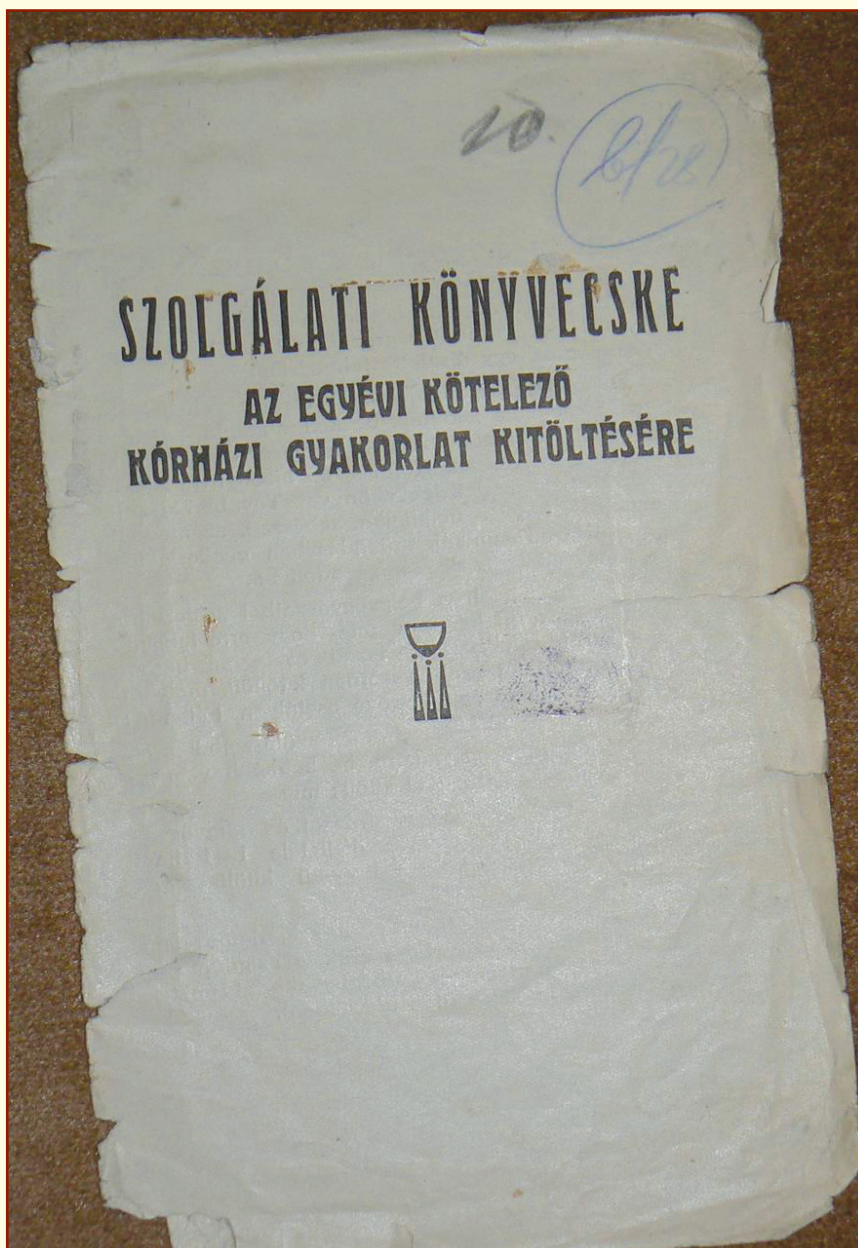 10.
SZOLGÁLATI KÖNYVECSKE
AZ EGYÉVI KÖTELEZŐ
KÓRHÁZI GYAKORLAT KITÖLTÉSÉRE